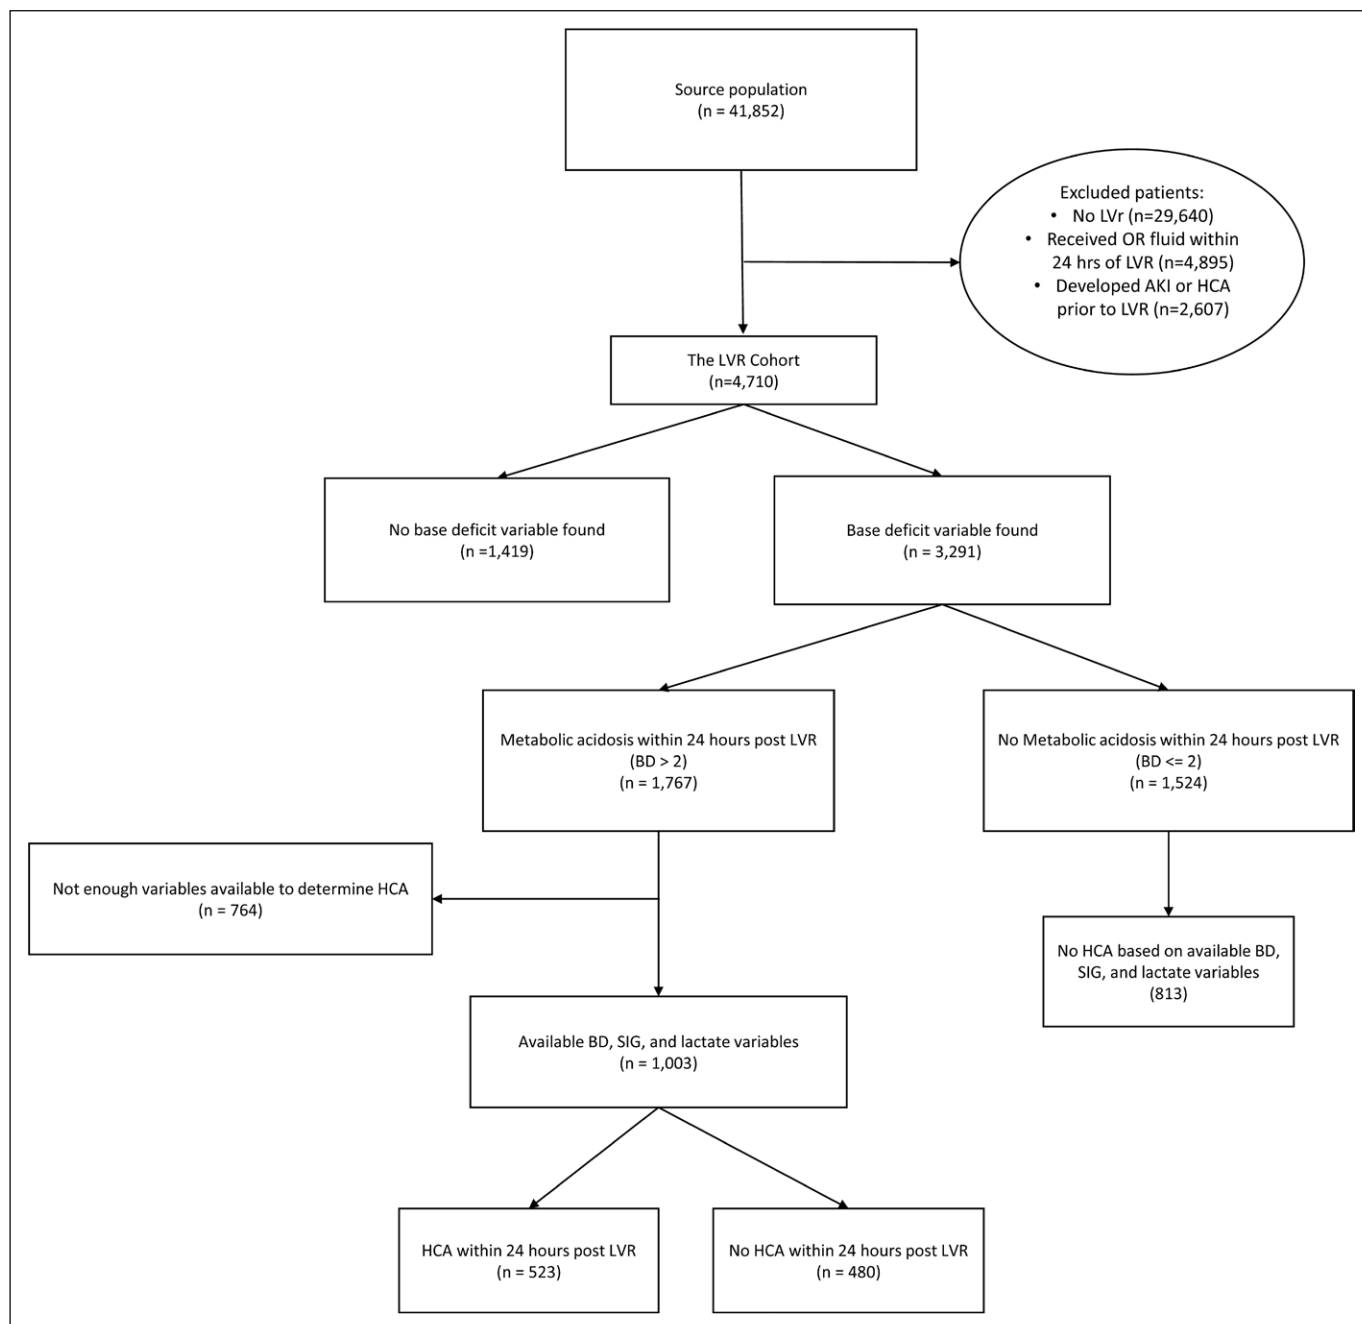 Source population
(n = 41,852)
Excluded patients:
• No LVr (n=29,640)
• Received OR fluid within
24 hrs of LVR (n=4,895)
• Developed AKI or HCA
prior to LVR (n=2,607)
The LVR Cohort
(n=4,710)
No base deficit variable found
(n =1,419)
Base deficit variable found
(n = 3,291)
Metabolic acidosis within 24 hours post LVR
(BD > 2)
(n = 1,767)
No Metabolic acidosis within 24 hours post LVR
(BD <= 2)
(n = 1,524)
Not enough variables available to determine HCA
(n = 764)
No HCA based on available BD,
SIG, and lactate variables
(813)
Available BD, SIG, and lactate variables
(n = 1,003)
HCA within 24 hours post LVR
(n = 523)
No HCA within 24 hours post LVR
(n = 480)